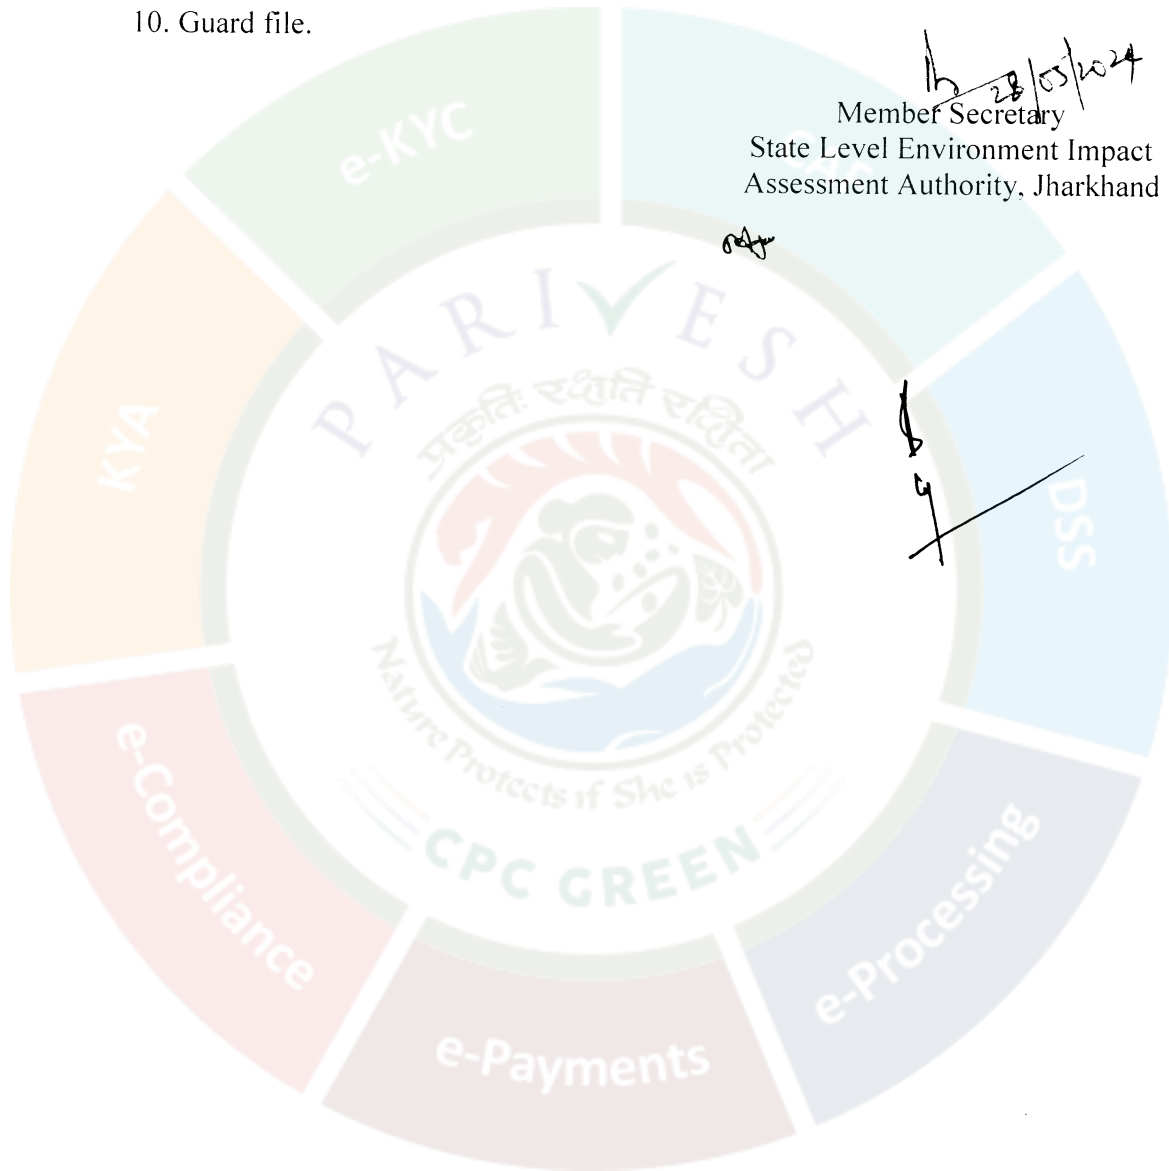 10. Guard file.
28/05/2024
Member Secretary
State Level Environment Impact
Assessment Authority, Jharkhand
e-KYC
CAF
KYA
DSS
PARIVESH
प्रकृतिः रक्षति रक्षिता
Nature Protects if She is Protected
CPC GREEN
e-Compliance
e-Processing
e-Payments